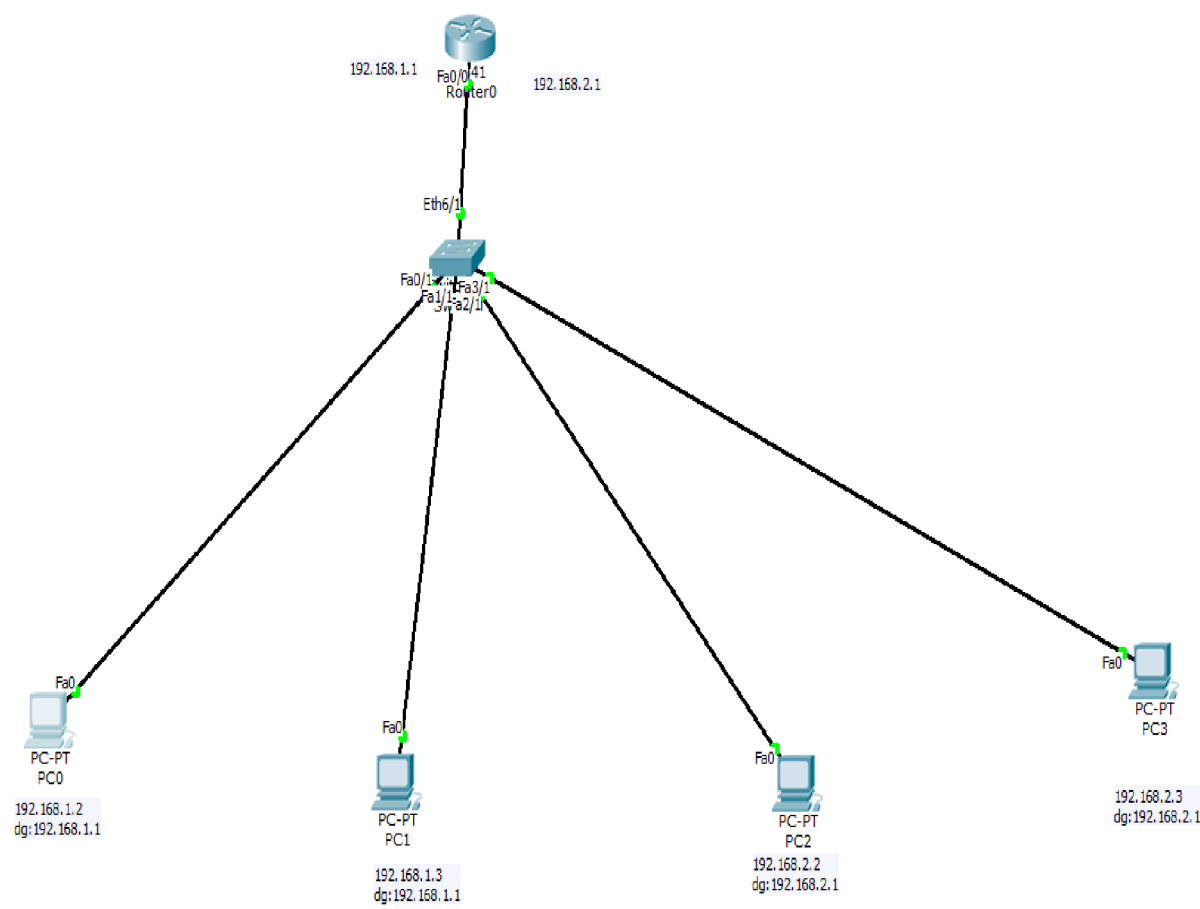 192.168.1.1
Fa0/0
41
Router0
192.168.2.1
Eth6/1
Fa0/1
Fa3/1
Fa1/1
Fa2/1
Fa0
PC-PT
PC0
192.168.1.2
dg:192.168.1.1
Fa0
PC-PT
PC1
192.168.1.3
dg:192.168.1.1
Fa0
PC-PT
PC2
192.168.2.2
dg:192.168.2.1
Fa0
PC-PT
PC3
192.168.2.3
dg:192.168.2.1